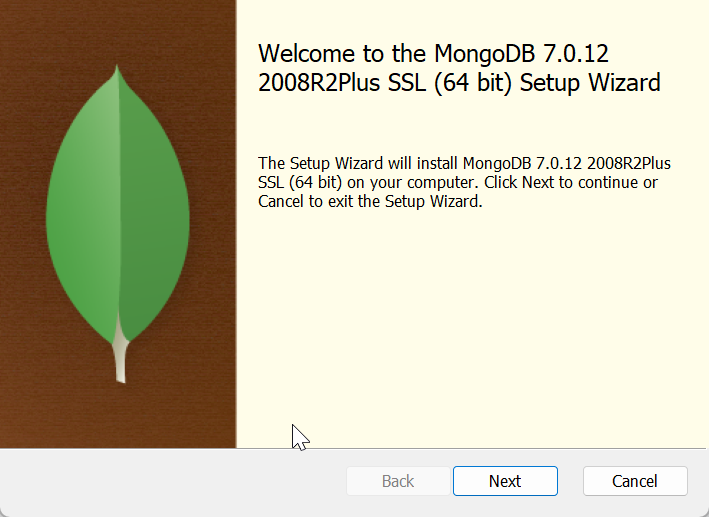 Welcome to the MongoDB 7.0.12
2008R2Plus SSL (64 bit) Setup Wizard
The Setup Wizard will install MongoDB 7.0.12 2008R2Plus
SSL (64 bit) on your computer. Click Next to continue or
Cancel to exit the Setup Wizard.
Back
Next
Cancel